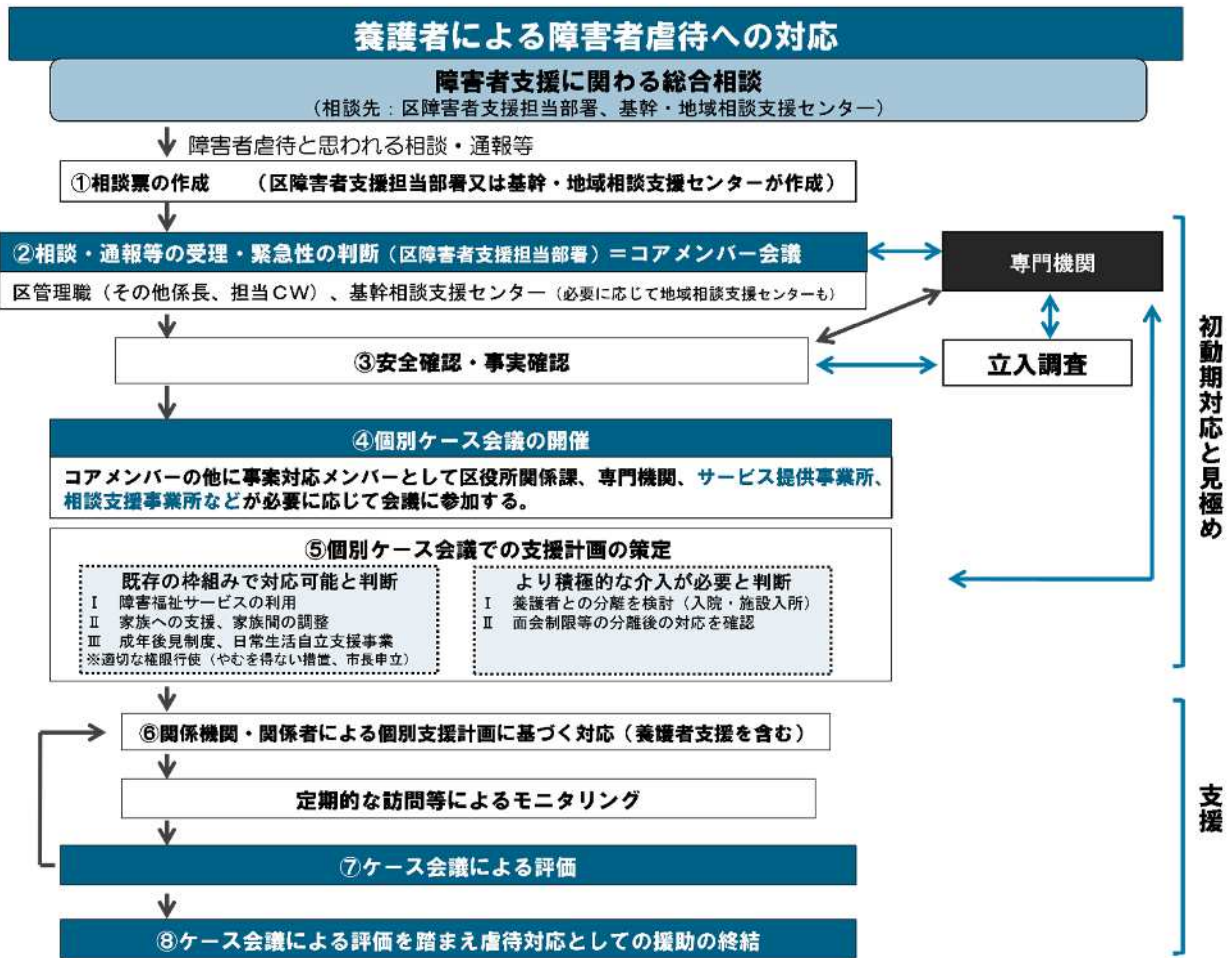 養護者による障害者虐待への対応
障害者支援に関わる総合相談
（相談先：区障害者支援担当部署、基幹・地域相談支援センター）
障害者虐待と思われる相談・通報等
①相談票の作成　（区障害者支援担当部署又は基幹・地域相談支援センターが作成）
②相談・通報等の受理・緊急性の判断（区障害者支援担当部署）＝コアメンバー会議
区管理職（その他係長、担当ＣＷ）、基幹相談支援センター（必要に応じて地域相談支援センターも）
専門機関
③安全確認・事実確認
立入調査
④個別ケース会議の開催
コアメンバーの他に事案対応メンバーとして区役所関係課、専門機関、サービス提供事業所、
相談支援事業所などが必要に応じて会議に参加する。
⑤個別ケース会議での支援計画の策定
既存の枠組みで対応可能と判断
Ⅰ　障害福祉サービスの利用
Ⅱ　家族への支援、家族間の調整
Ⅲ　成年後見制度、日常生活自立支援事業
※適切な権限行使（やむを得ない措置、市長申立）
より積極的な介入が必要と判断
Ⅰ　養護者との分離を検討（入院・施設入所）
Ⅱ　面会制限等の分離後の対応を確認
初動期対応と見極め
⑥関係機関・関係者による個別支援計画に基づく対応（養護者支援を含む）
定期的な訪問等によるモニタリング
⑦ケース会議による評価
⑧ケース会議による評価を踏まえ虐待対応としての援助の終結
支援